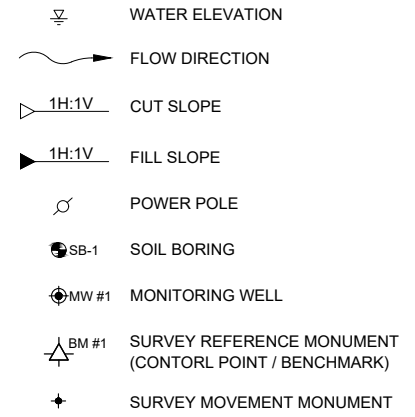 WATER ELEVATION
FLOW DIRECTION
1H:1V CUT SLOPE
1H:1V FILL SLOPE
POWER POLE
SB-1 SOIL BORING
MW #1 MONITORING WELL
BM #1 SURVEY REFERENCE MONUMENT
(CONTORL POINT / BENCHMARK)
SURVEY MOVEMENT MONUMENT